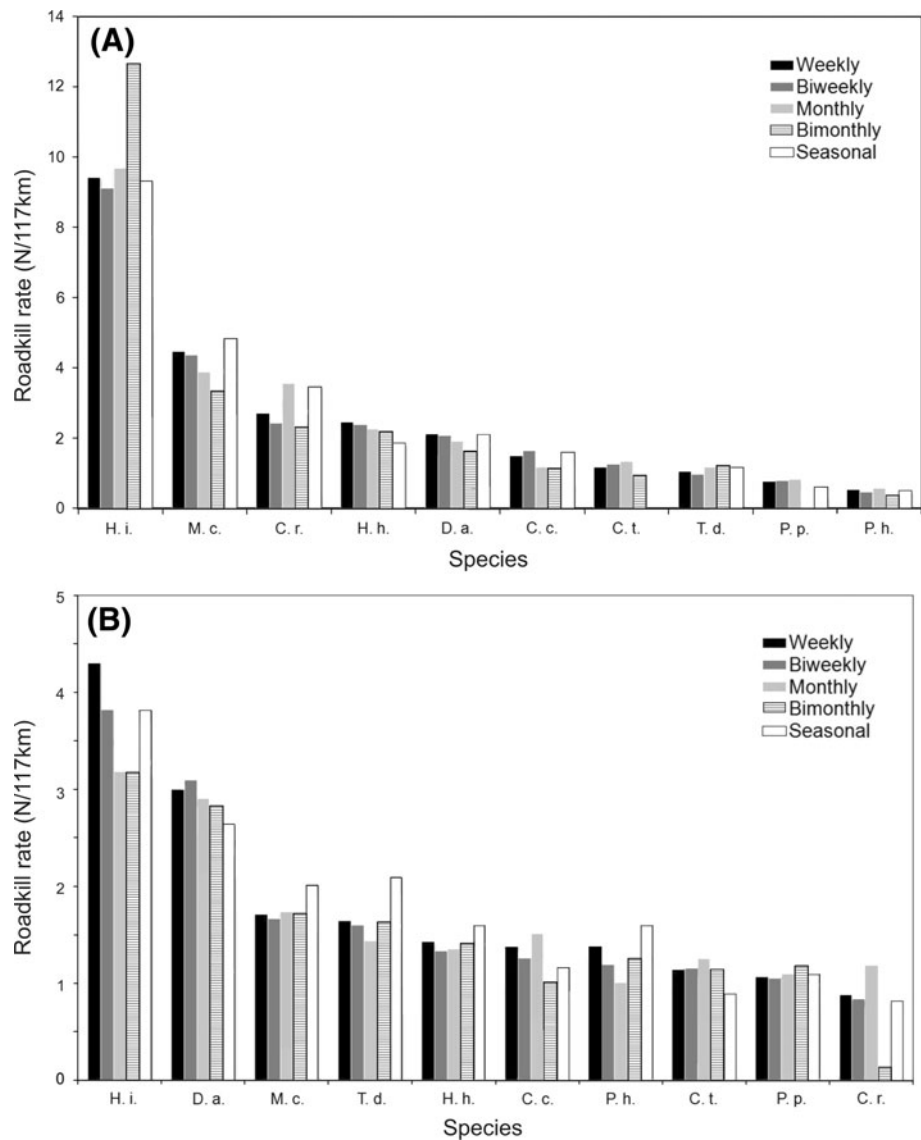 (A)
14
12
10
8
6
4
2
0
Roadkill rate (N/117km)
Weekly
Biweekly
Monthly
Bimonthly
Seasonal
H. i. M. c. C. r. H. h. D. a. C. c. C. t. T. d. P. p. P. h.
Species
(B)
5
4
3
2
1
0
Roadkill rate (N/117km)
Weekly
Biweekly
Monthly
Bimonthly
Seasonal
H. i. D. a. M. c. T. d. H. h. C. c. P. h. C. t. P. p. C. r.
Species